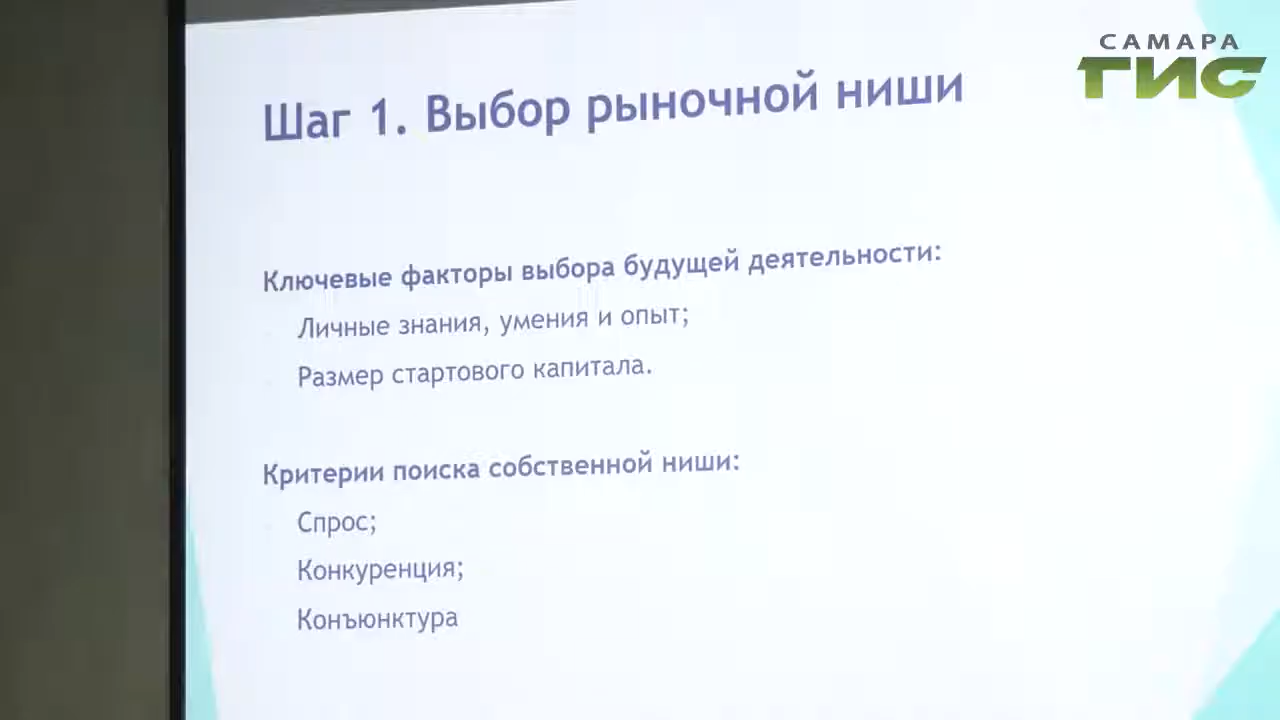 САМАРА
ГИС
Шаг 1. Выбор рыночной ниши
Ключевые факторы выбора будущей деятельности:
Личные знания, умения и опыт;
Размер стартового капитала.
Критерии поиска собственной ниши:
Спрос;
Конкуренция;
Конъюнктура